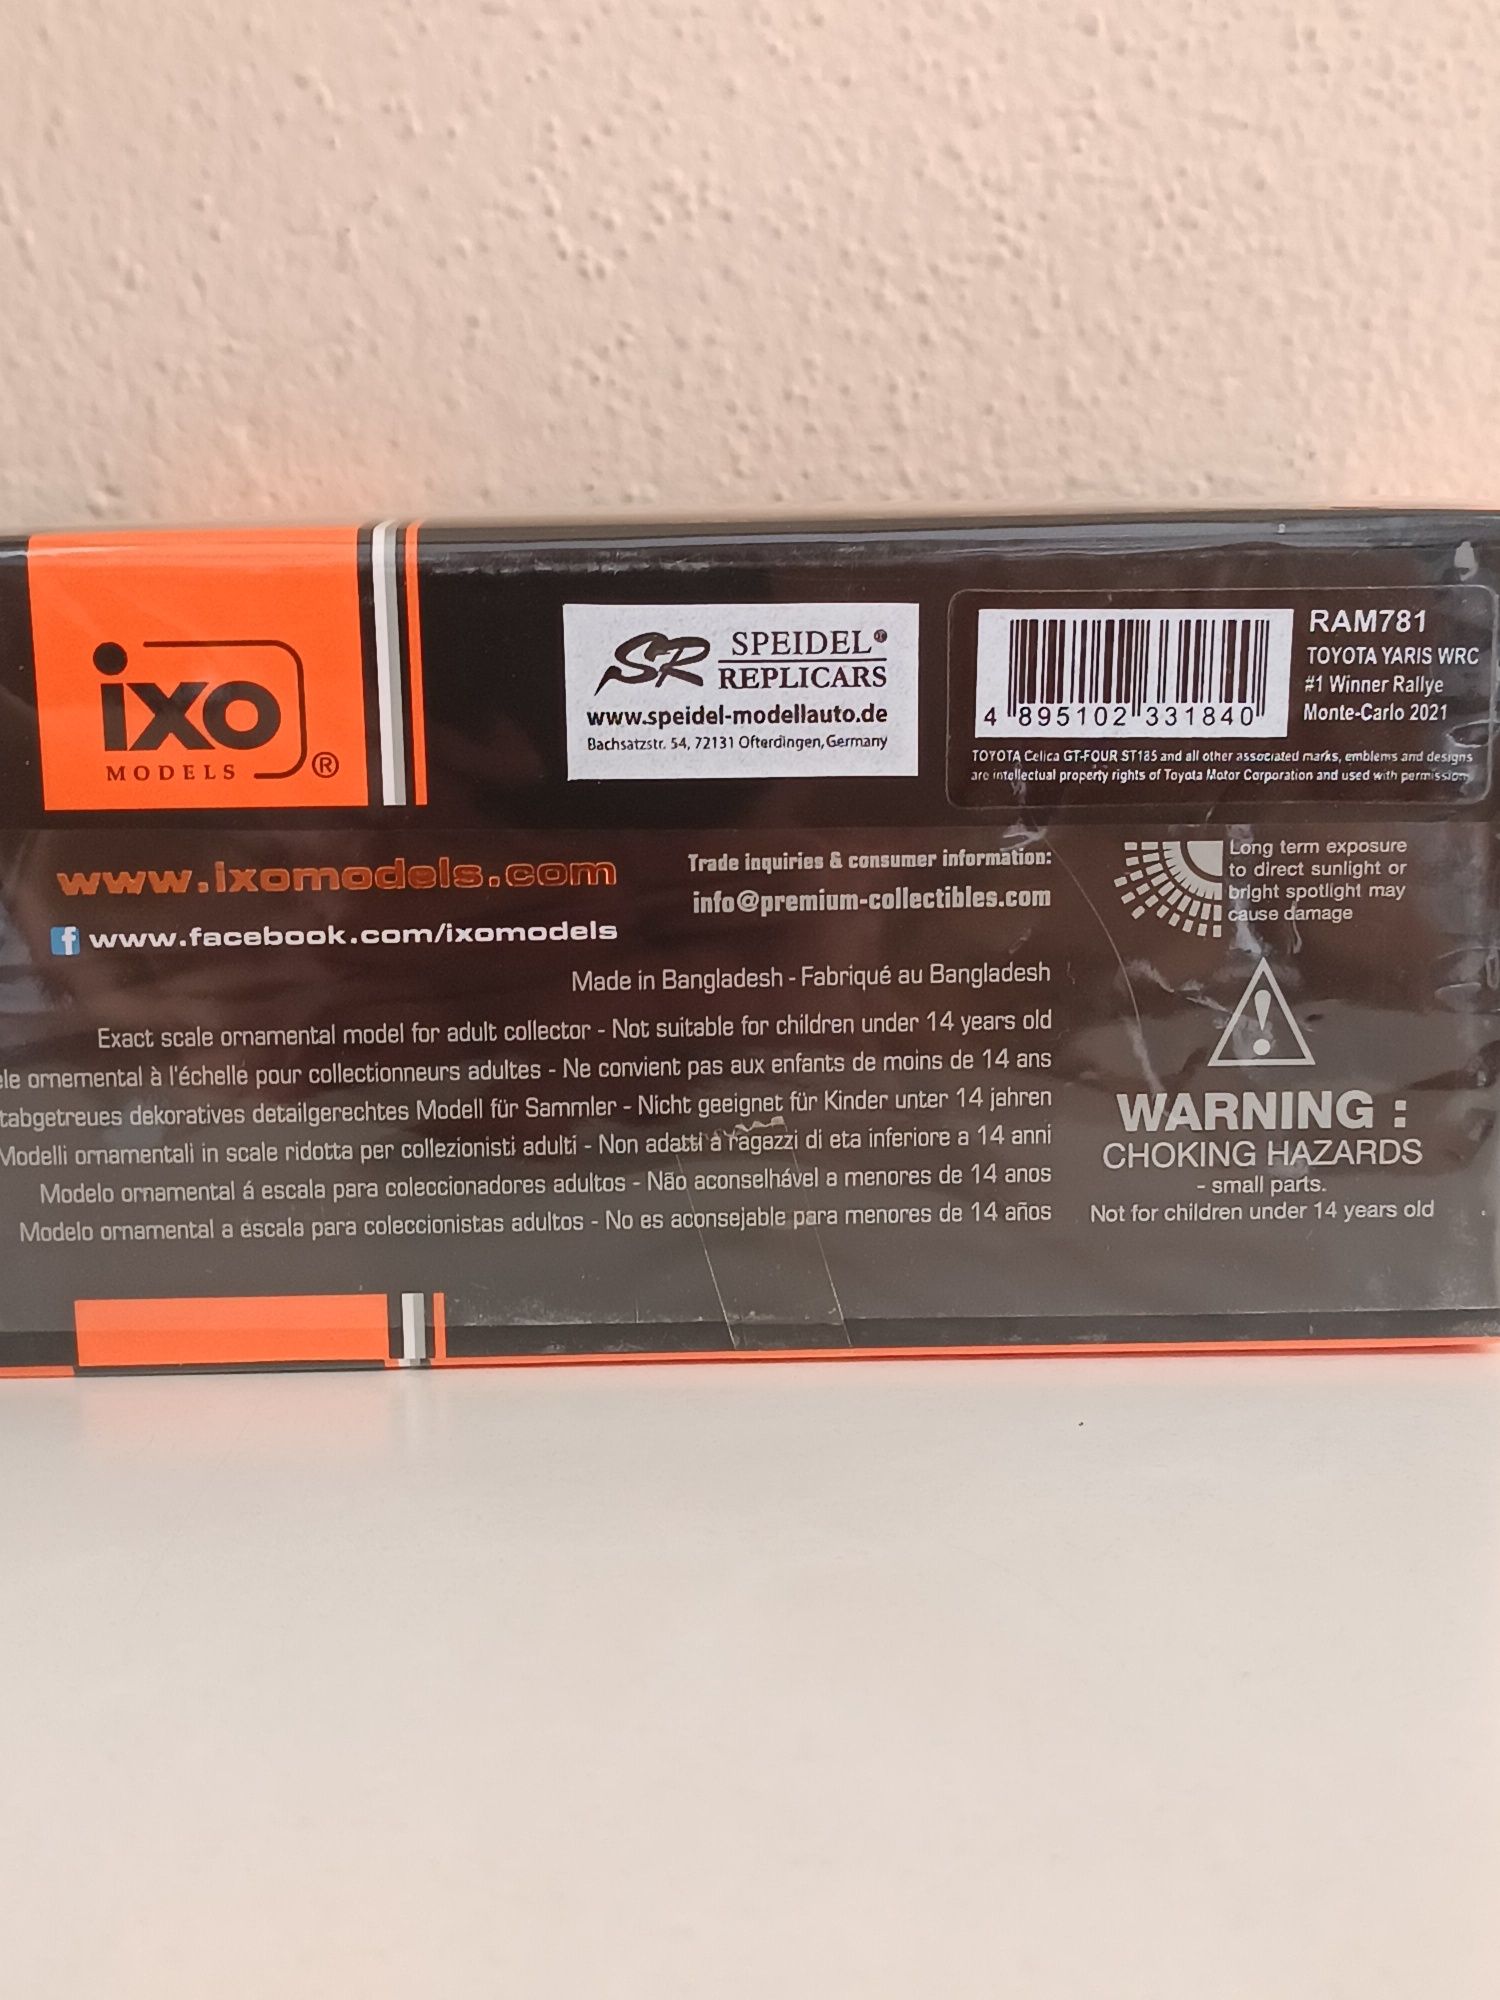 ixo
MODELS ®
SR SPEIDEL®
REPLICARS
www.speidel-modellauto.de
Bachsatzstr. 54, 72131 Ofterdingen, Germany
4 895102 331840
RAM781
TOYOTA YARIS WRC
#1 Winner Rallye
Monte-Carlo 2021
TOYOTA Celica GT-FOUR ST185 and all other associated marks, emblems and designs
are intellectual property rights of Toyota Motor Corporation and used with permission
www.ixomodels.com
f www.facebook.com/ixomodels
Trade inquiries & consumer information:
info@premium-collectibles.com
Made in Bangladesh - Fabriqué au Bangladesh
Exact scale ornamental model for adult collector - Not suitable for children under 14 years old
ornemental à l'échelle pour collectionneurs adultes - Ne convient pas aux enfants de moins de 14 ans
tabgetreues dekoratives detailgerechtes Modell für Sammler - Nicht geeignet für Kinder unter 14 jahren
Modelli ornamentali in scale ridotta per collezionisti adulti - Non adatti a ragazzi di eta inferiore a 14 anni
Modelo ornamental á escala para coleccionadores adultos - Não aconselhável a menores de 14 anos
Modelo ornamental a escala para coleccionistas adultos - No es aconsejable para menores de 14 años
Long term exposure
to direct sunlight or
bright spotlight may
cause damage
WARNING :
CHOKING HAZARDS
- small parts.
Not for children under 14 years old